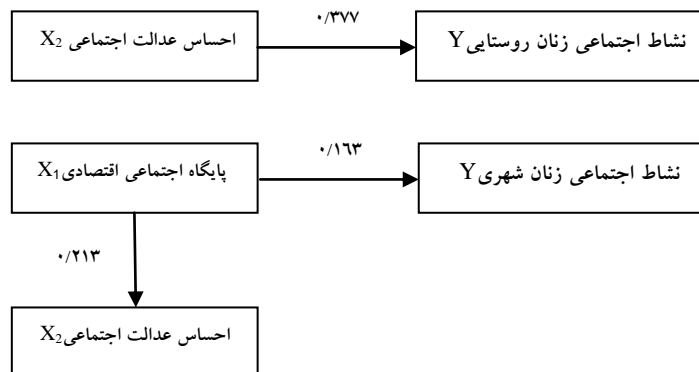 ۰/۳۷۷
احساس عدالت اجتماعی X₂
نشاط اجتماعی زنان روستایی Y
۰/۱۶۳
پایگاه اجتماعی اقتصادی X₁
نشاط اجتماعی زنان شهری Y
۰/۲۱۳
احساس عدالت اجتماعی X₂